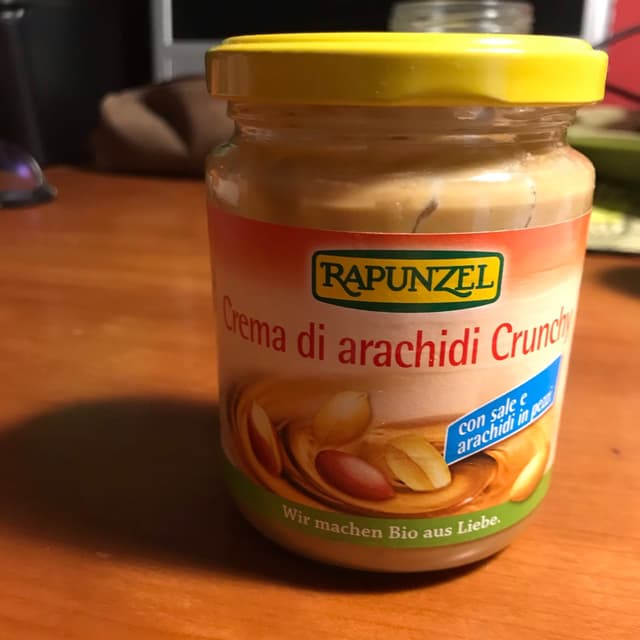 RAPUNZEL
Crema di arachidi Crunchy
con sale e
arachidi in pezzi
Wir machen Bio aus Liebe.